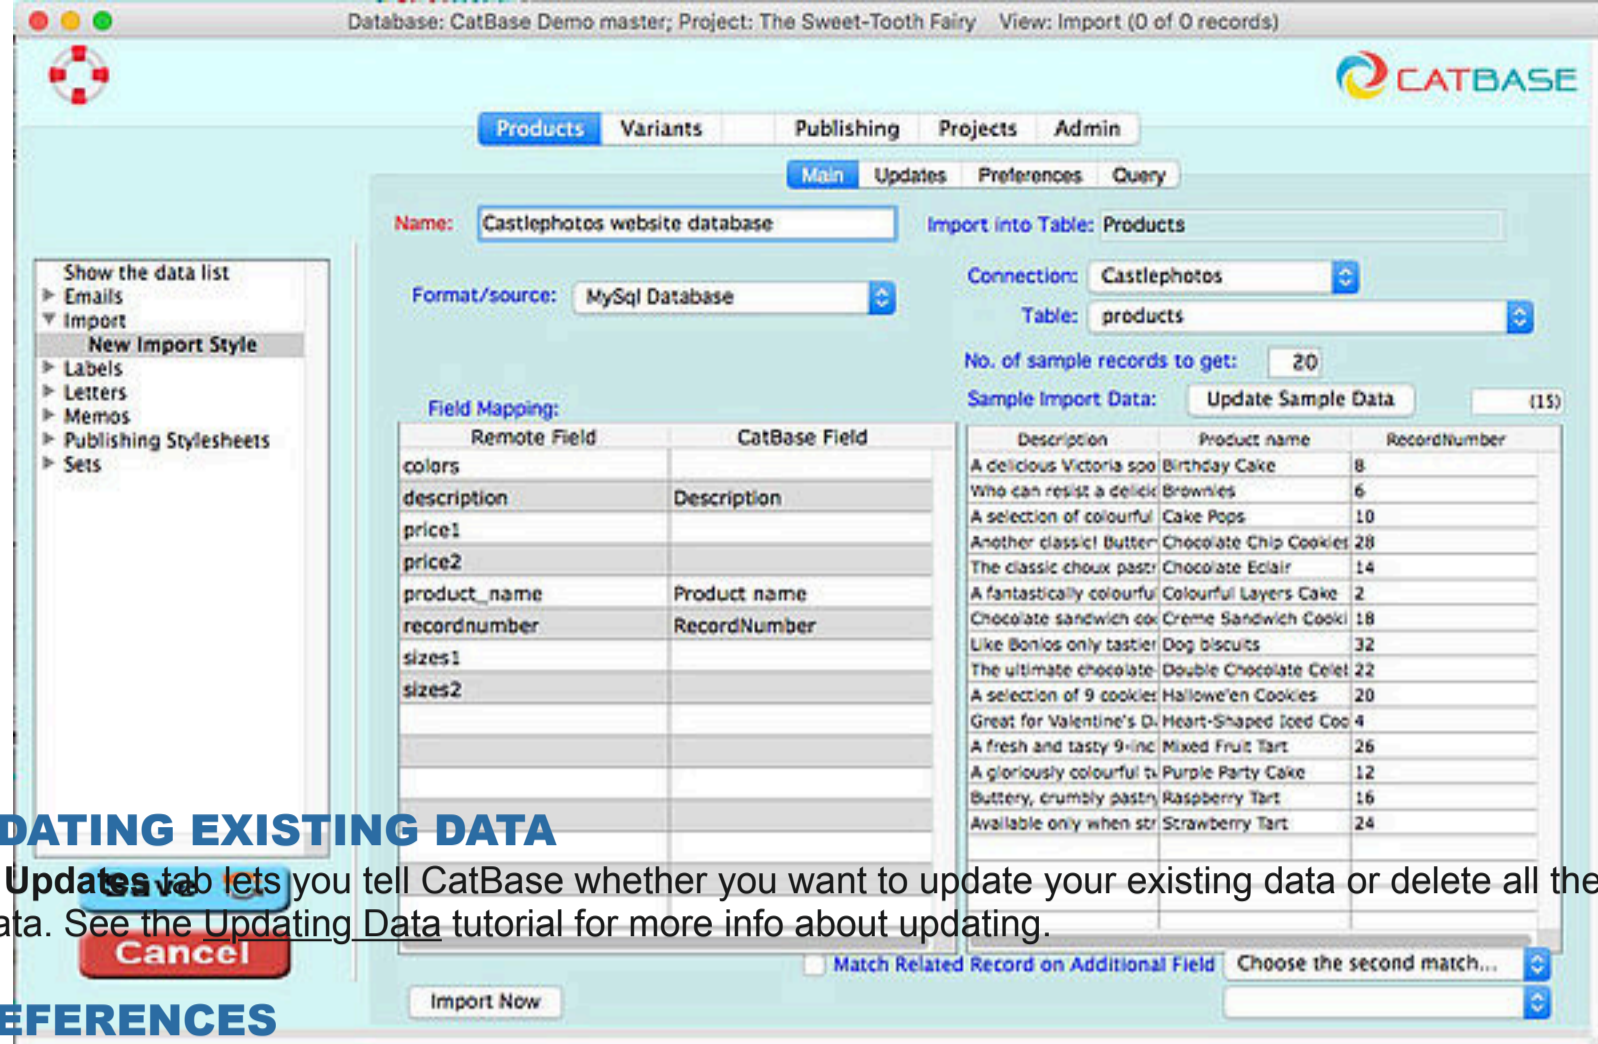 Database: CatBase Demo master; Project: The Sweet-Tooth Fairy View: Import (0 of 0 records)
CATBASE
Products Variants Publishing Projects Admin
Main Updates Preferences Query
Name: Castlephotos website database
Import into Table: Products
Show the data list
Emails
Import
New Import Style
Labels
Letters
Memos
Publishing Stylesheets
Sets
Format/source: MySql Database
Connection: Castlephotos
Table: products
No. of sample records to get: 20
Sample Import Data: Update Sample Data (15)
Field Mapping:
Remote Field CatBase Field
colors
description Description
price1
price2
product_name Product name
recordnumber RecordNumber
sizes1
sizes2
Description Product name RecordNumber
A delicious Victoria spo Birthday Cake 8
Who can resist a delicic Brownies 6
A selection of colourful Cake Pops 10
Another classic! Butter Chocolate Chip Cookies 28
The classic choux pastr Chocolate Eclair 14
A fantastically colourful Colourful Layers Cake 2
Chocolate sandwich coo Creme Sandwich Cooki 18
Like Bonios only tastier Dog biscuits 32
The ultimate chocolate- Double Chocolate Celel 22
A selection of 9 cookies Hallowe'en Cookies 20
Great for Valentine's D Heart-Shaped Iced Coo 4
A fresh and tasty 9-inc Mixed Fruit Tart 26
A gloriously colourful tv Purple Party Cake 12
Buttery, crumbly pastry Raspberry Tart 16
Available only when str Strawberry Tart 24
DATING EXISTING DATA
Save
Updates tab lets you tell CatBase whether you want to update your existing data or delete all the
ata. See the Updating Data tutorial for more info about updating.
Cancel
Match Related Record on Additional Field Choose the second match...
Import Now
EFERENCES